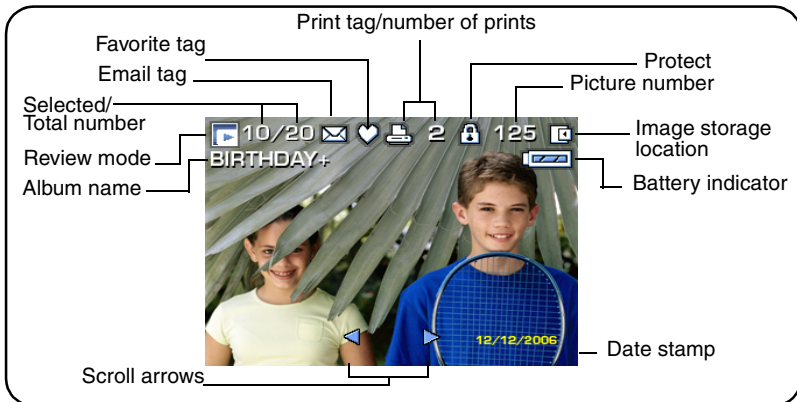 Print tag/number of prints
Favorite tag
Email tag
Protect
Picture number
Selected/
Total number
10/20 2 125
Image storage
location
Review mode
BIRTHDAY+
Album name
Battery indicator
12/12/2006
Date stamp
Scroll arrows